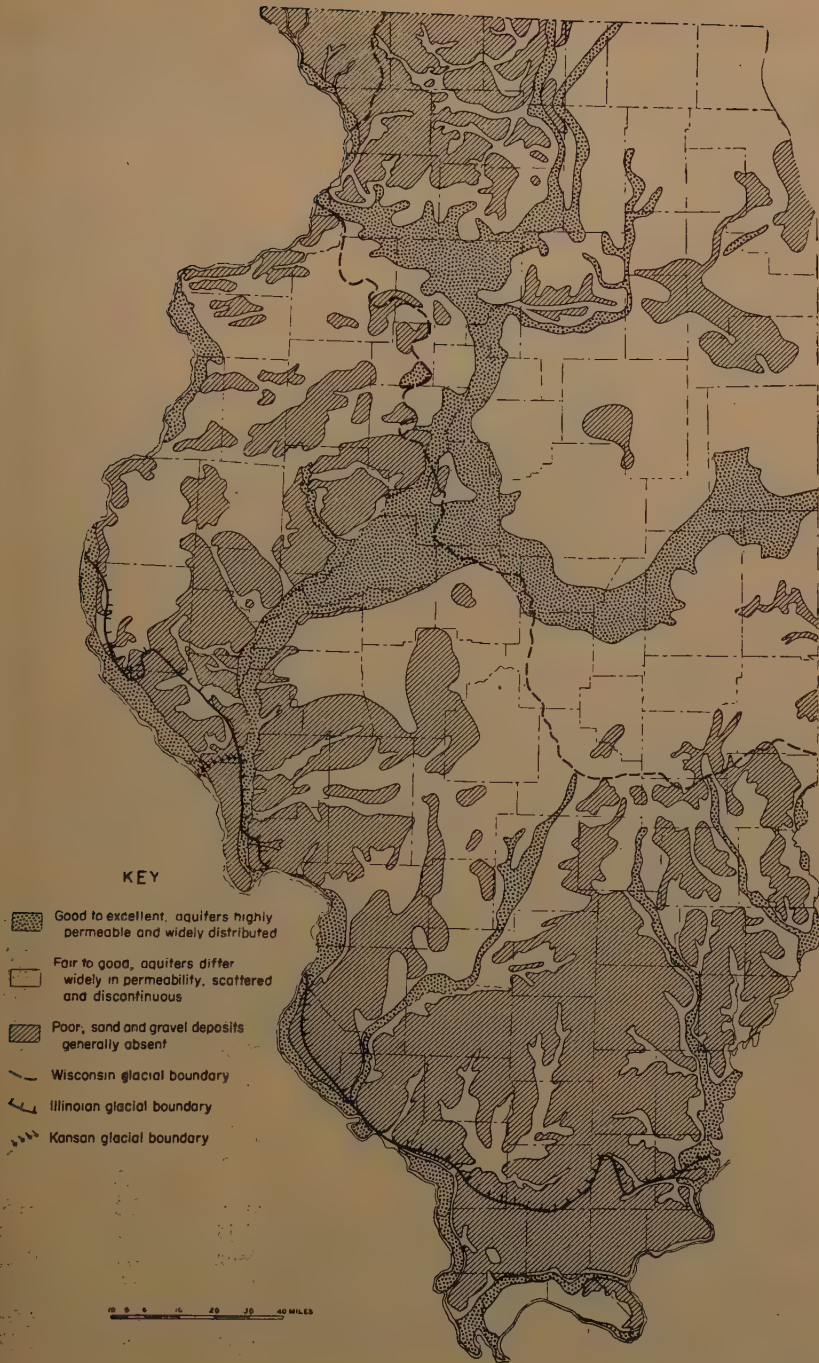 KEY
Good to excellent, aquifers highly
permeable and widely distributed
Fair to good, aquifers differ
widely in permeability, scattered
and discontinuous
Poor, sand and gravel deposits
generally absent
Wisconsin glacial boundary
Illinoian glacial boundary
Kansan glacial boundary
20 30 40 MILES